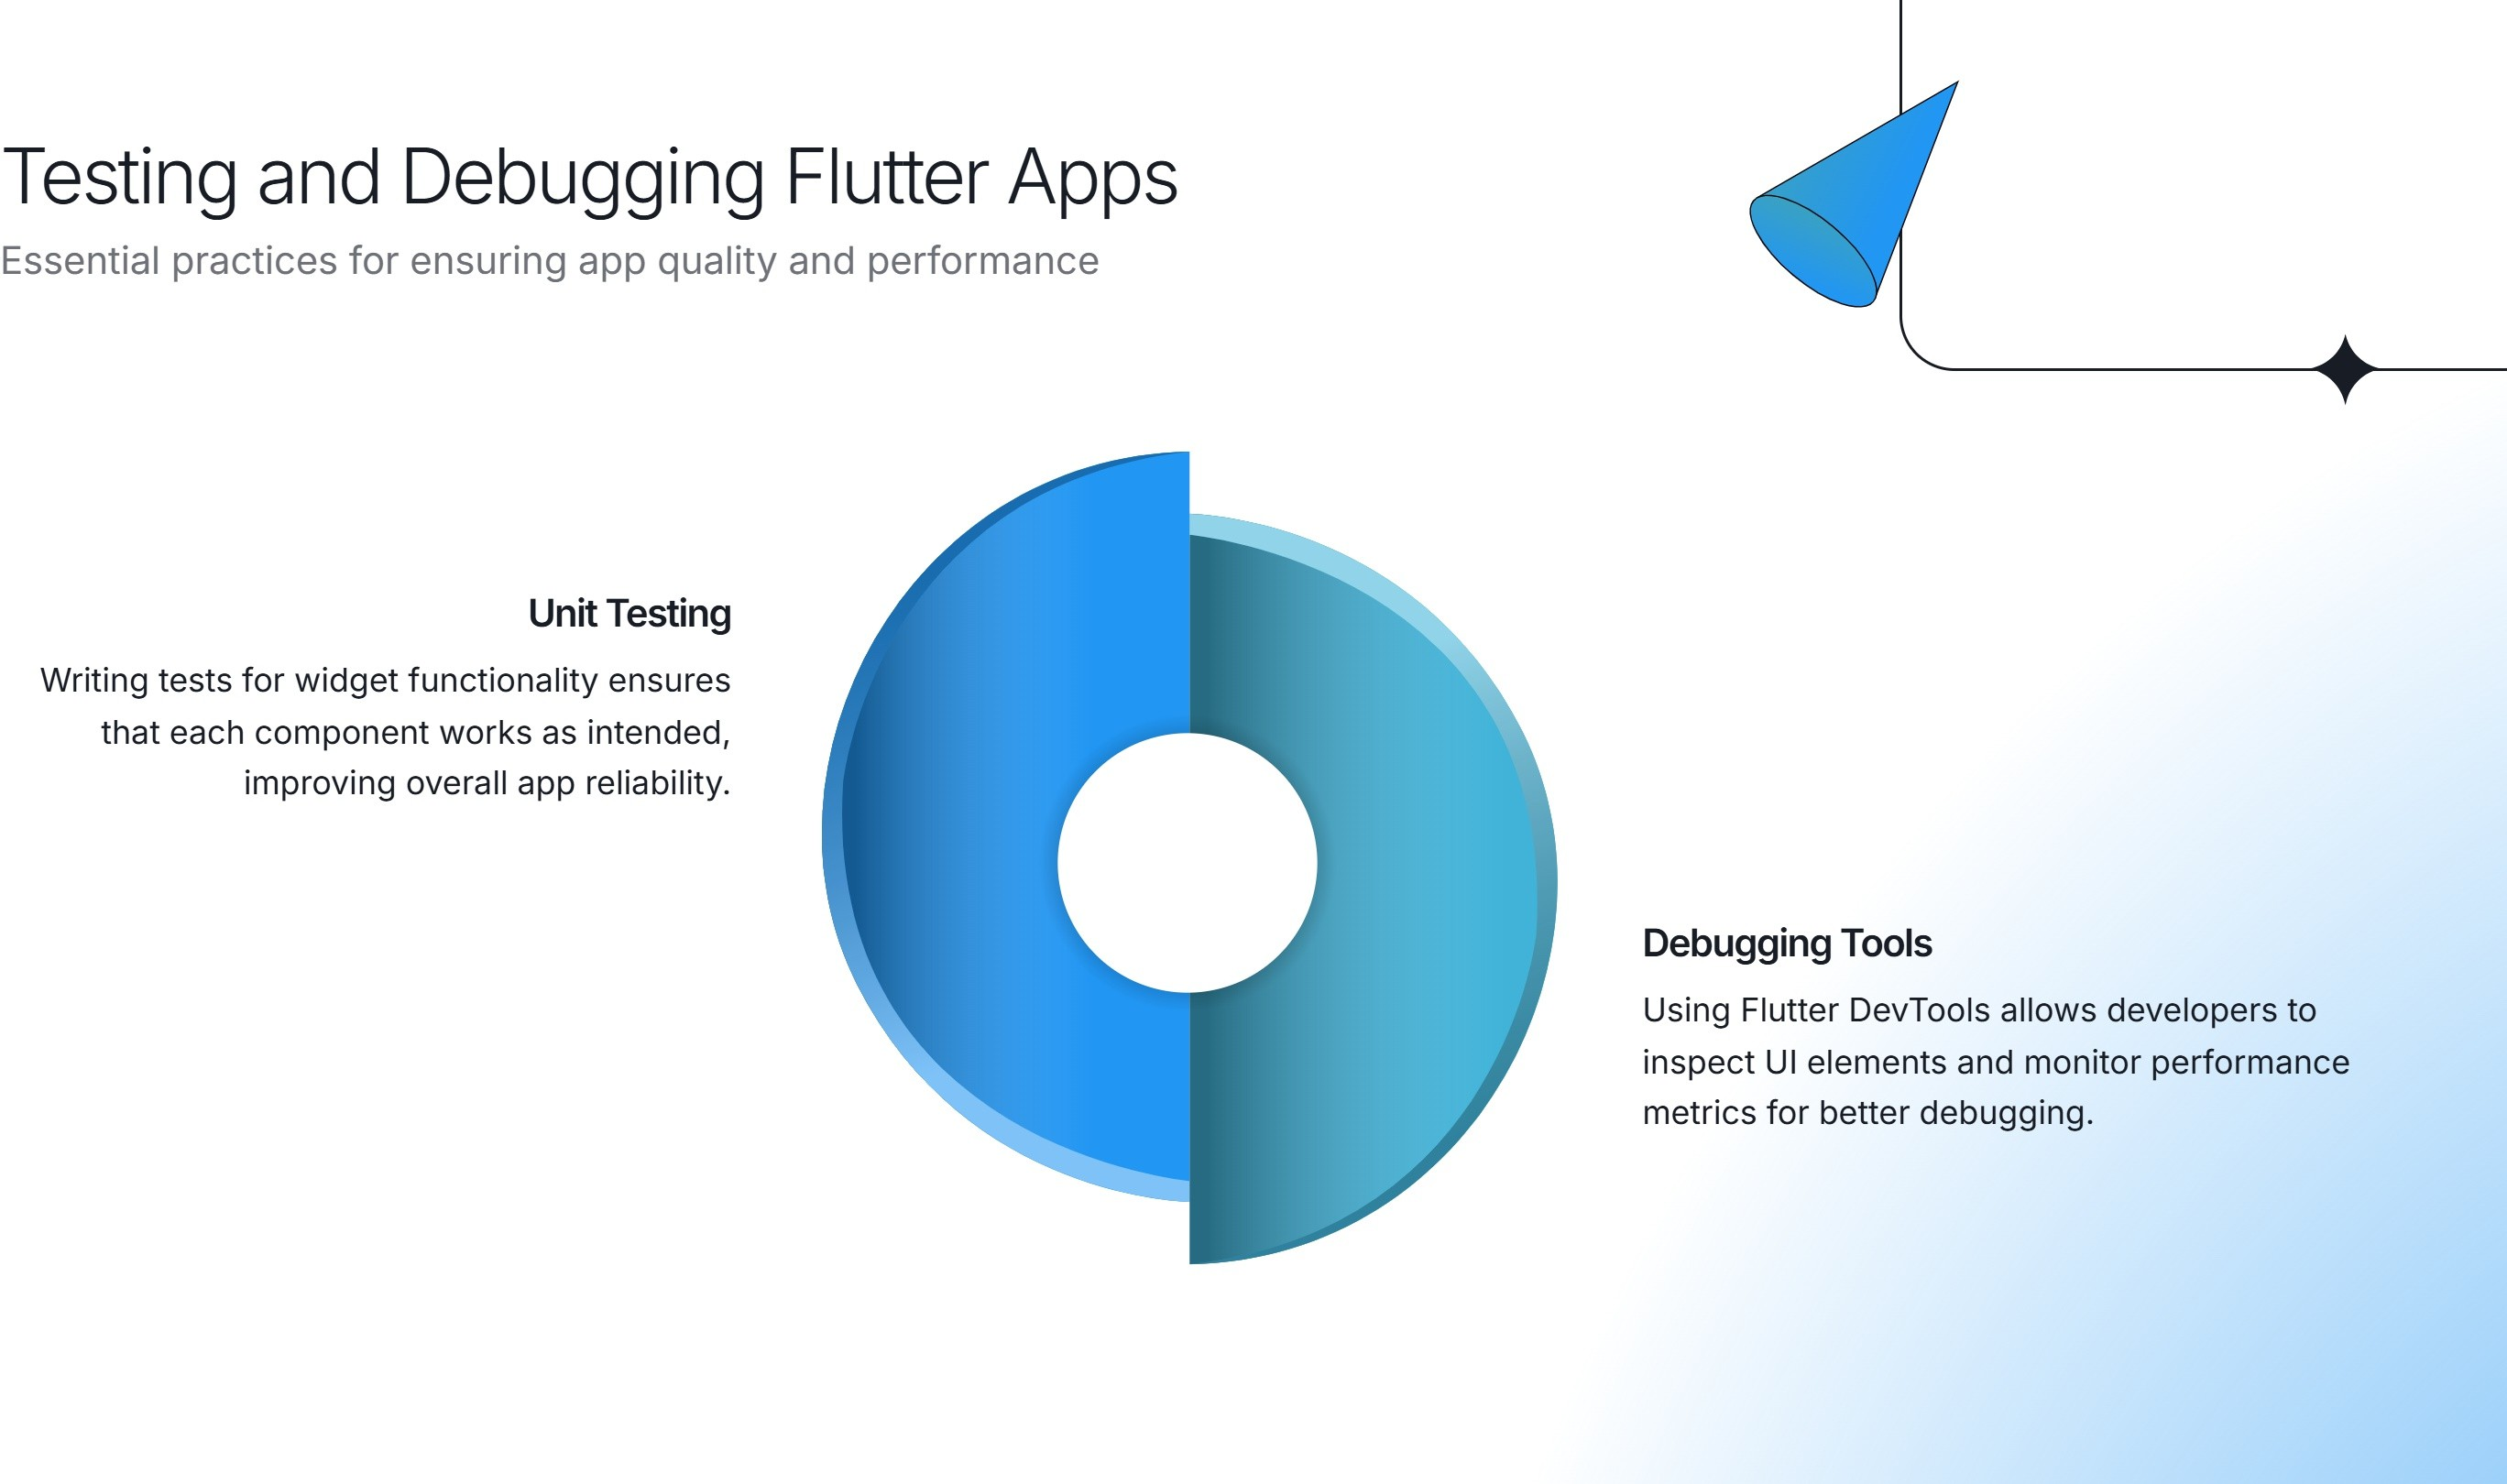 Testing and Debugging Flutter Apps
Essential practices for ensuring app quality and performance
Unit Testing
Writing tests for widget functionality ensures
that each component works as intended,
improving overall app reliability.
Debugging Tools
Using Flutter DevTools allows developers to
inspect UI elements and monitor performance
metrics for better debugging.